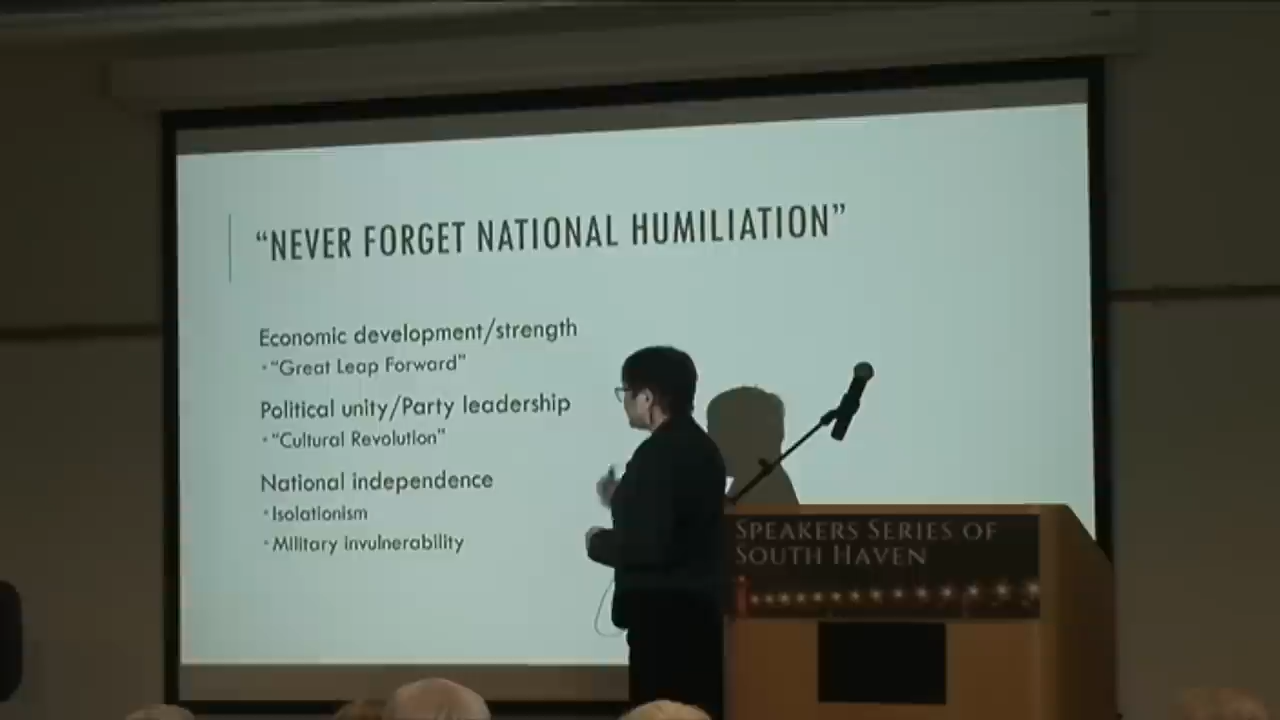 “NEVER FORGET NATIONAL HUMILIATION”
Economic development/strength
· “Great Leap Forward”
Political unity/Party leadership
· “Cultural Revolution”
National independence
· Isolationism
· Military invulnerability
SPEAKERS SERIES OF
SOUTH HAVEN